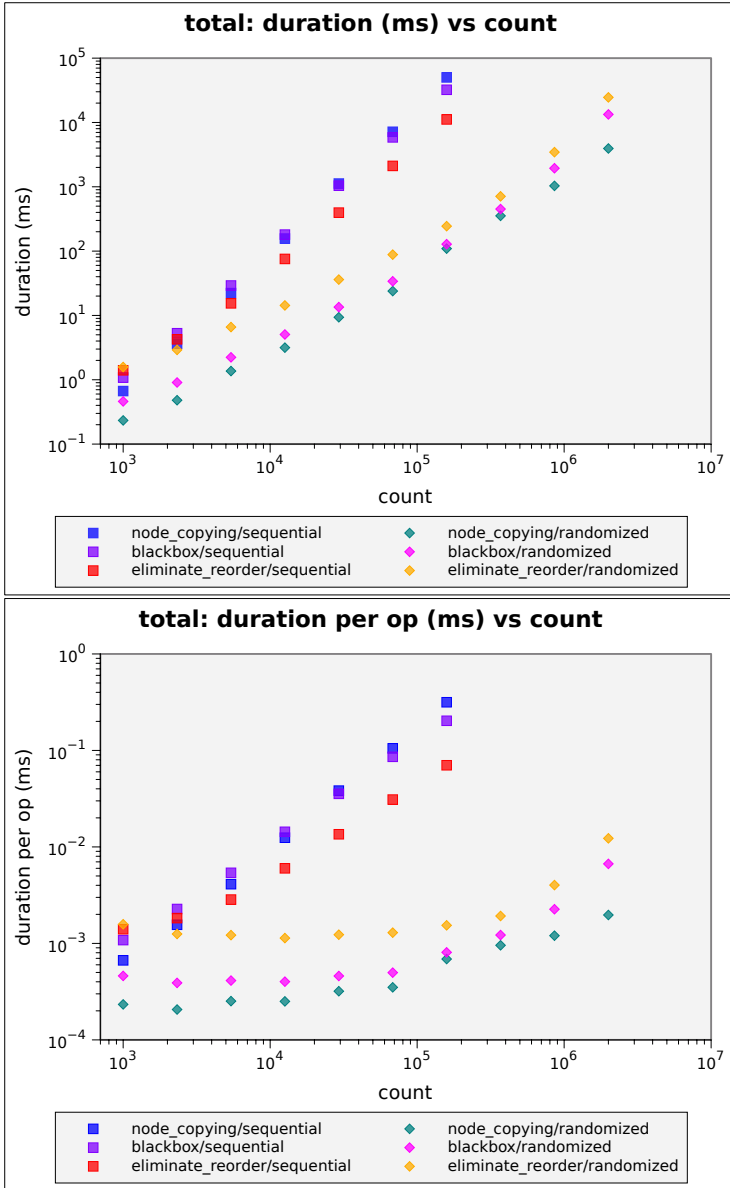 total: duration (ms) vs count
10^5
10^4
10^3
10^2
10^1
10^0
10^-1
duration (ms)
10^3 10^4 10^5 10^6 10^7
count
node_copying/sequential node_copying/randomized
blackbox/sequential blackbox/randomized
eliminate_reorder/sequential eliminate_reorder/randomized
total: duration per op (ms) vs count
10^0
10^-1
10^-2
10^-3
10^-4
duration per op (ms)
10^3 10^4 10^5 10^6 10^7
count
node_copying/sequential node_copying/randomized
blackbox/sequential blackbox/randomized
eliminate_reorder/sequential eliminate_reorder/randomized